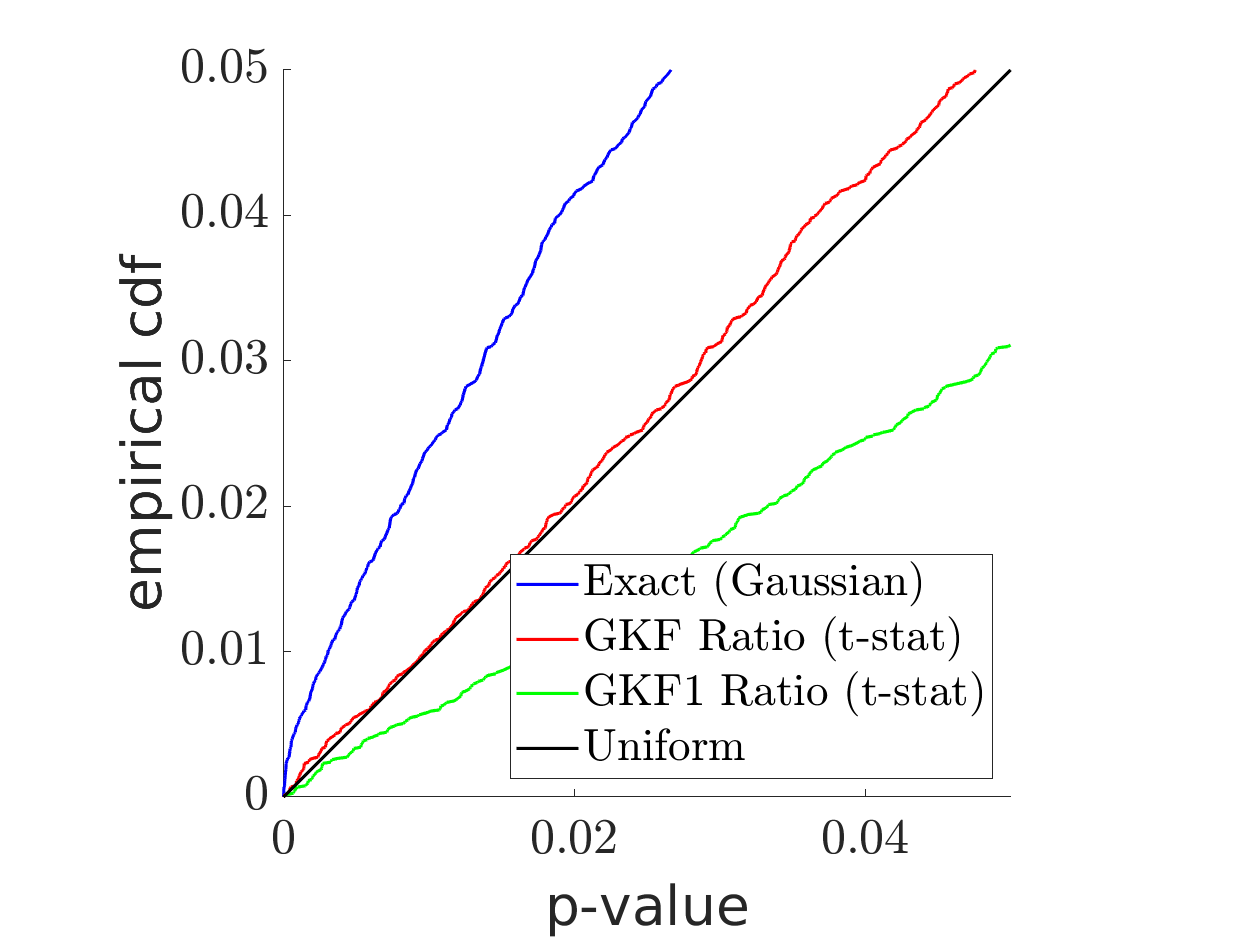 0.05
0.04
0.03
0.02
0.01
0
empirical cdf
Exact (Gaussian)
GKF Ratio (t-stat)
GKF1 Ratio (t-stat)
Uniform
0 0.02 0.04
p-value